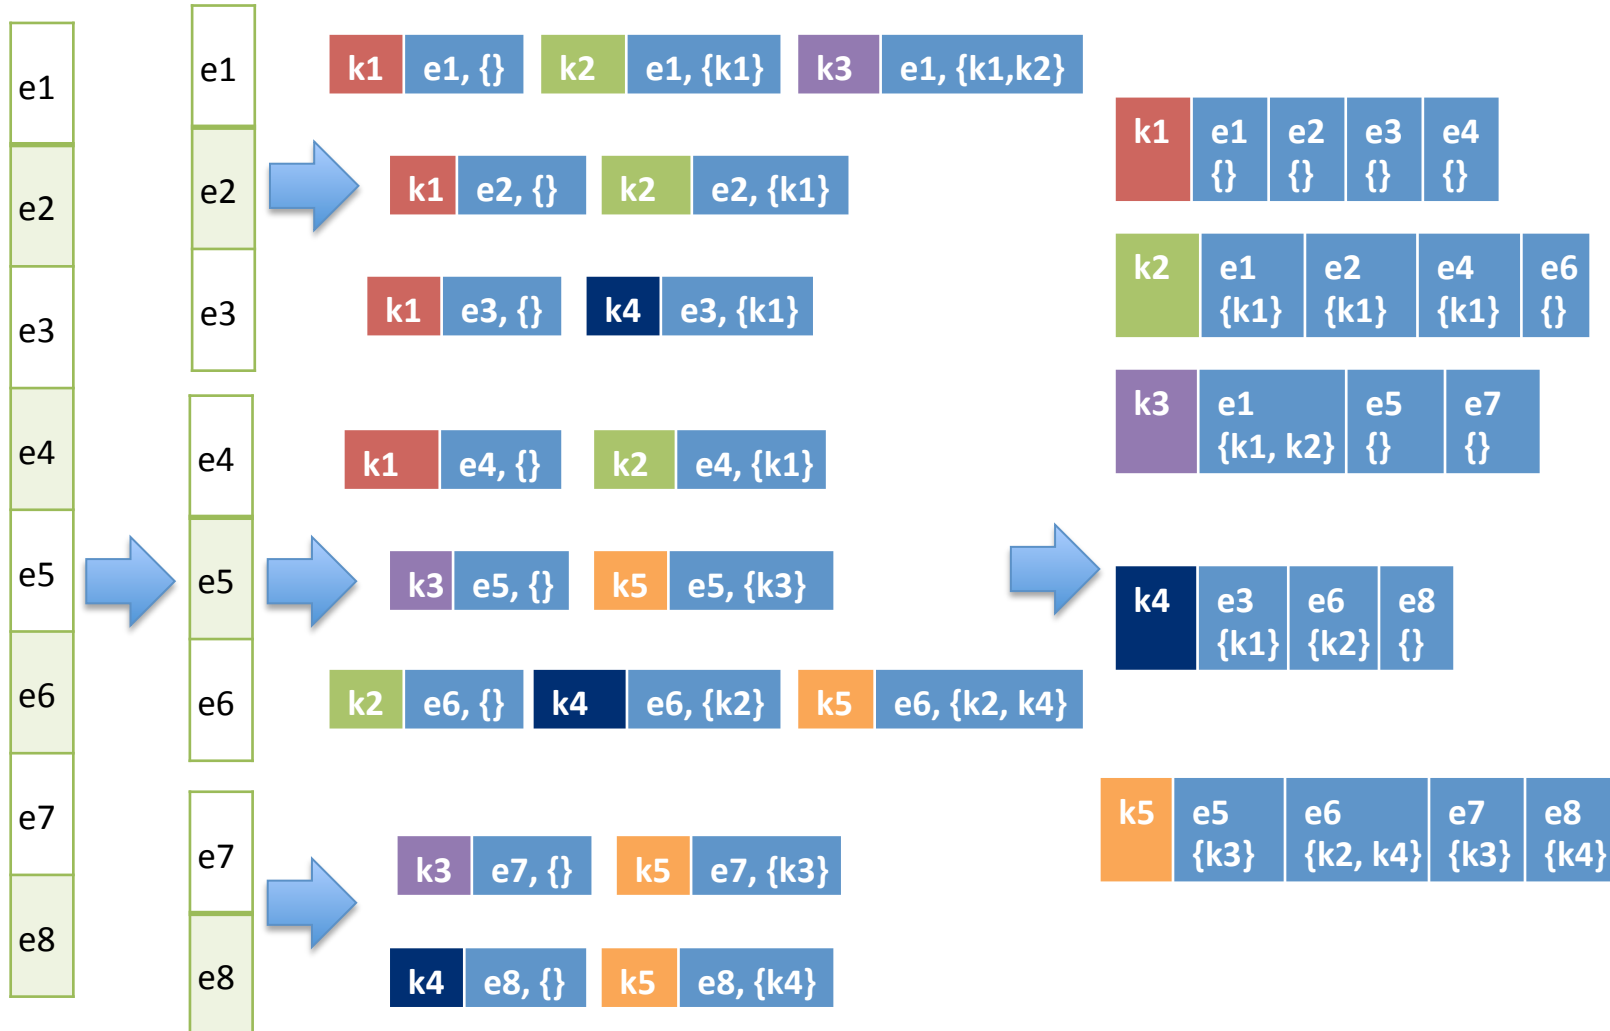 e1
e2
e3
e4
e5
e6
e7
e8
e1
e2
e3
e4
e5
e6
e7
e8
k1 e1, {} k2 e1, {k1} k3 e1, {k1,k2}
k1 e2, {} k2 e2, {k1}
k1 e3, {} k4 e3, {k1}
k1 e4, {} k2 e4, {k1}
k3 e5, {} k5 e5, {k3}
k2 e6, {} k4 e6, {k2} k5 e6, {k2, k4}
k3 e7, {} k5 e7, {k3}
k4 e8, {} k5 e8, {k4}
k1 e1 e2 e3 e4
{} {} {} {}
k2 e1 e2 e4 e6
{k1} {k1} {k1} {}
k3 e1 e5 e7
{k1, k2} {} {}
k4 e3 e6 e8
{k1} {k2} {}
k5 e5 e6 e7 e8
{k3} {k2, k4} {k3} {k4}